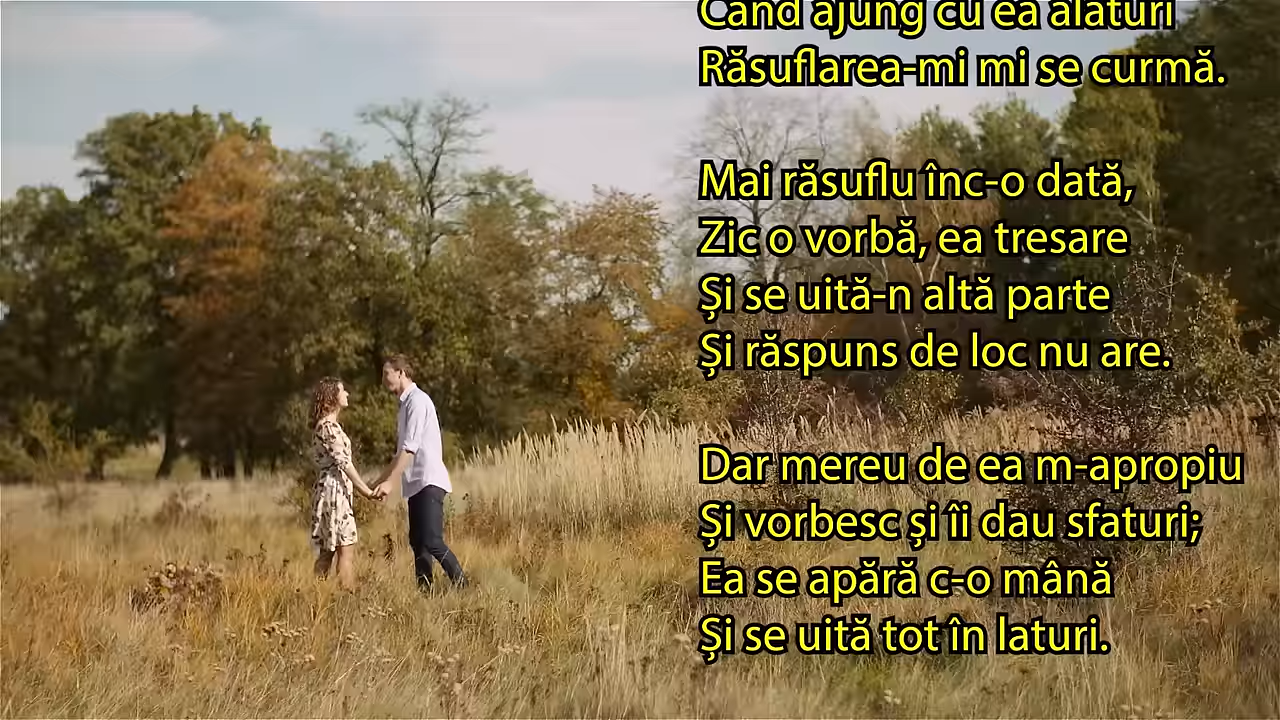 Când ajung cu ea alături
Răsuflarea-mi mi se curmă.
Mai răsuflu înc-o dată,
Zic o vorbă, ea tresare
Și se uită-n altă parte
Și răspuns de loc nu are.
Dar mereu de ea m-apropiu
Și vorbesc și îi dau sfaturi;
Ea se apără c-o mână
Și se uită tot în laturi.